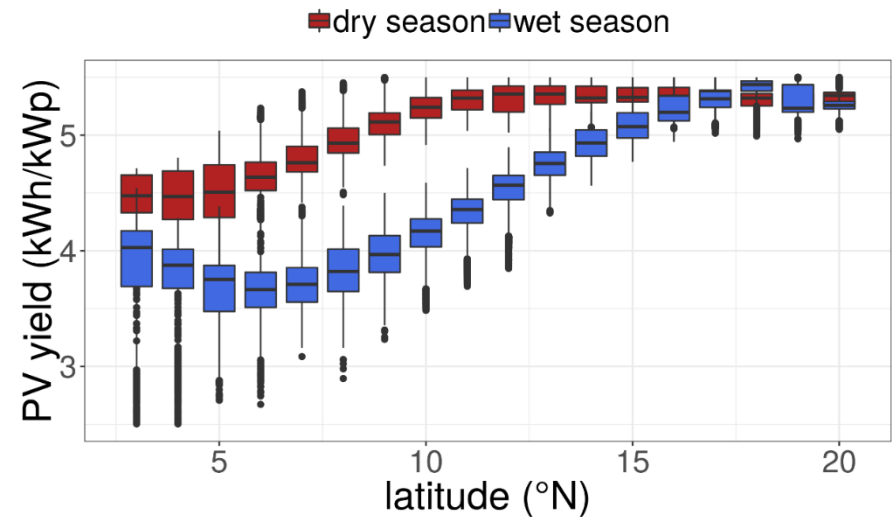 dry season wet season
PV yield (kWh/kWp)
5
4
3
5 10 15 20
latitude (°N)